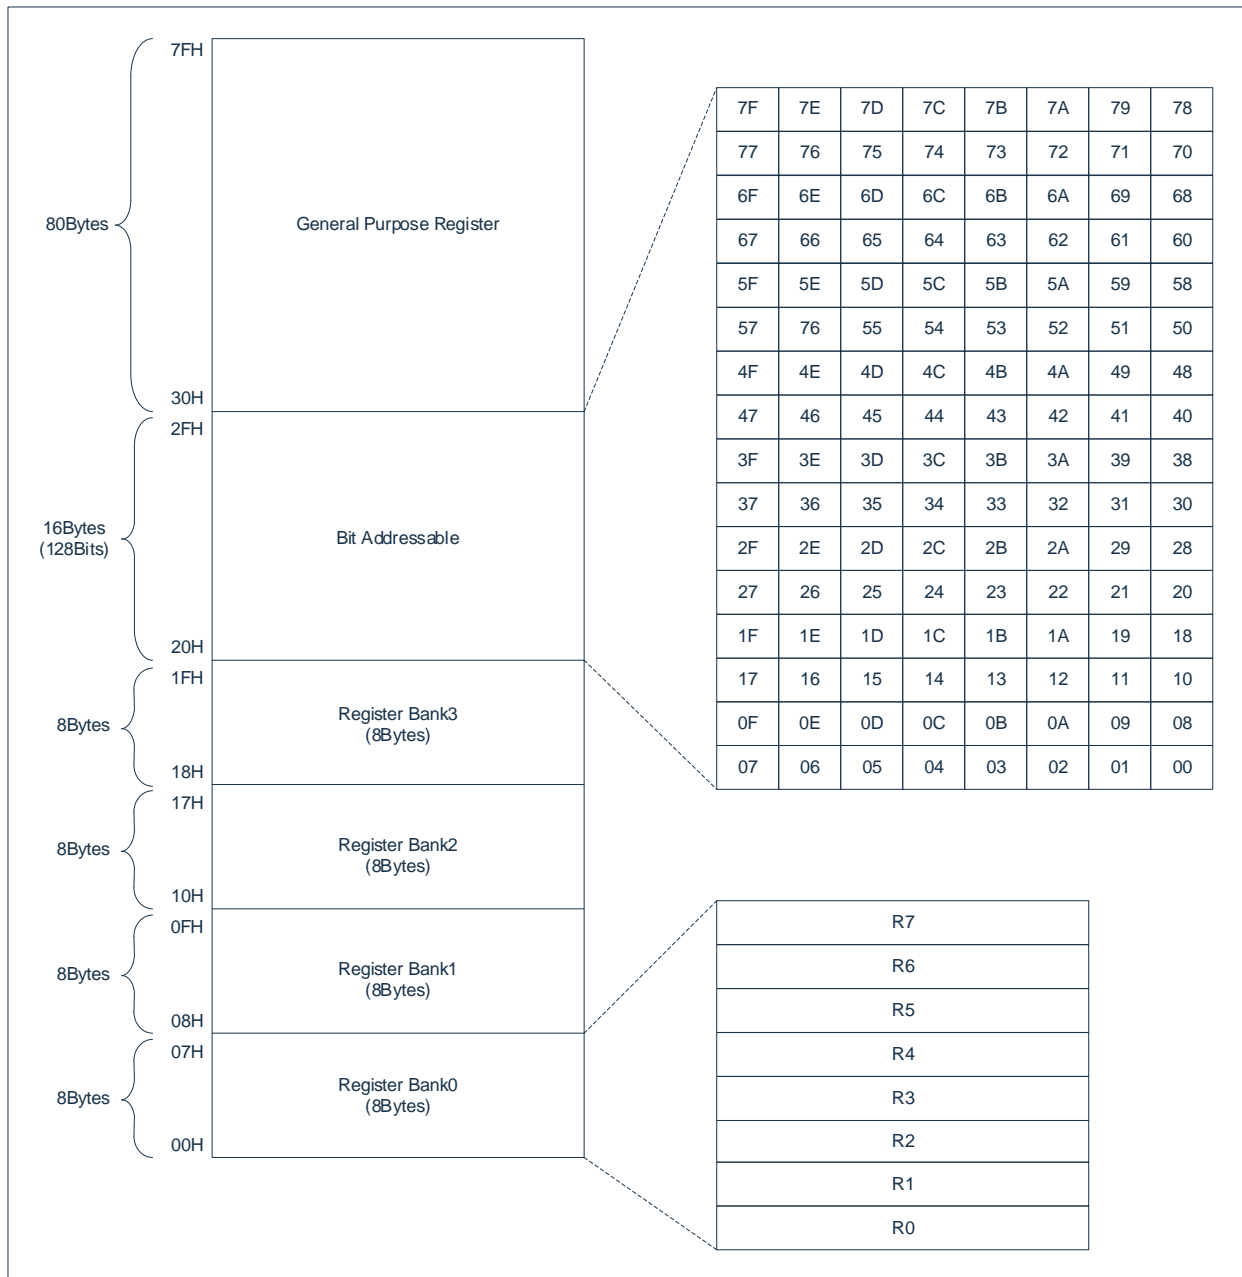 7FH
80Bytes
General Purpose Register
30H
2FH
16Bytes
(128Bits)
Bit Addressable
20H
1FH
8Bytes
Register Bank3
(8Bytes)
18H
17H
8Bytes
Register Bank2
(8Bytes)
10H
0FH
8Bytes
Register Bank1
(8Bytes)
08H
07H
8Bytes
Register Bank0
(8Bytes)
00H
7F 7E 7D 7C 7B 7A 79 78
77 76 75 74 73 72 71 70
6F 6E 6D 6C 6B 6A 69 68
67 66 65 64 63 62 61 60
5F 5E 5D 5C 5B 5A 59 58
57 76 55 54 53 52 51 50
4F 4E 4D 4C 4B 4A 49 48
47 46 45 44 43 42 41 40
3F 3E 3D 3C 3B 3A 39 38
37 36 35 34 33 32 31 30
2F 2E 2D 2C 2B 2A 29 28
27 26 25 24 23 22 21 20
1F 1E 1D 1C 1B 1A 19 18
17 16 15 14 13 12 11 10
0F 0E 0D 0C 0B 0A 09 08
07 06 05 04 03 02 01 00
R7
R6
R5
R4
R3
R2
R1
R0